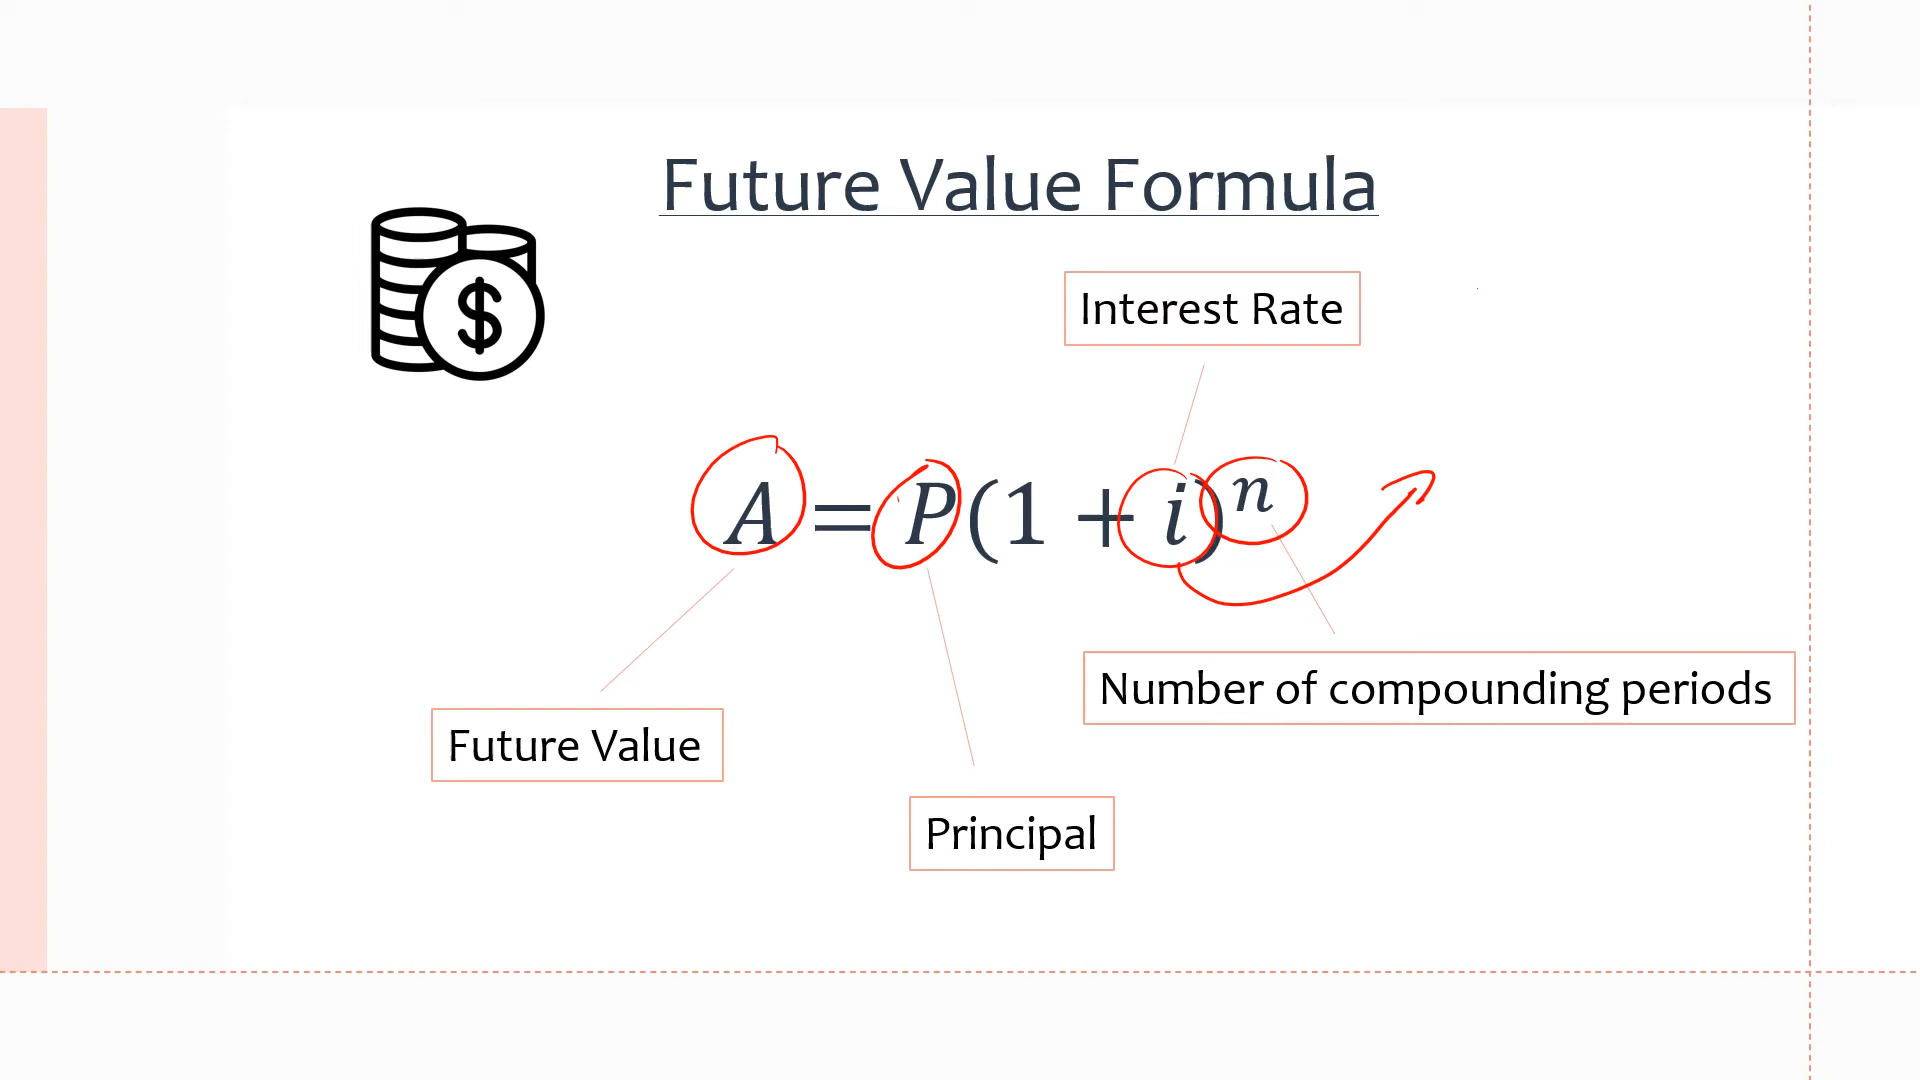 Future Value Formula
$
Interest Rate
A = P(1 + i)ⁿ
Number of compounding periods
Future Value
Principal